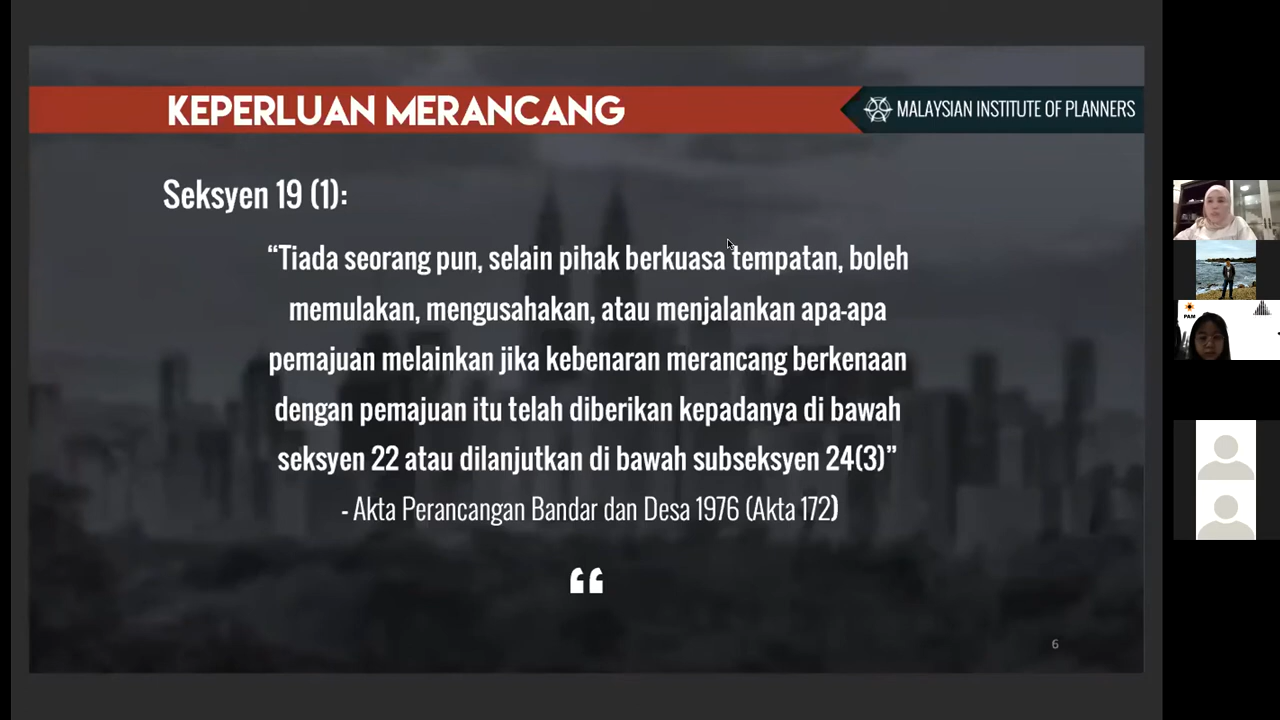 KEPERLUAN MERANCANG
MALAYSIAN INSTITUTE OF PLANNERS
Seksyen 19 (1):
“Tiada seorang pun, selain pihak berkuasa tempatan, boleh
memulakan, mengusahakan, atau menjalankan apa-apa
pemajuan melainkan jika kebenaran merancang berkenaan
dengan pemajuan itu telah diberikan kepadanya di bawah
seksyen 22 atau dilanjutkan di bawah subseksyen 24(3)”
- Akta Perancangan Bandar dan Desa 1976 (Akta 172)
“
6
PAM